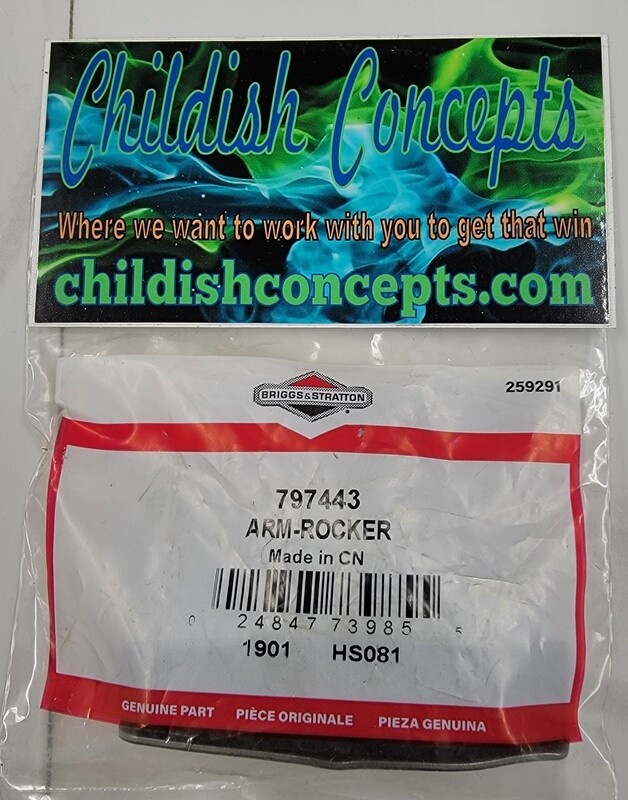 Childish Concepts
Where we want to work with you to get that win
childishconcepts.com
BRIGGS & STRATTON
259291
797443
ARM-ROCKER
Made in CN
0 24847 73985 5
1901 HS081
GENUINE PART PIÈCE ORIGINALE PIEZA GENUINA